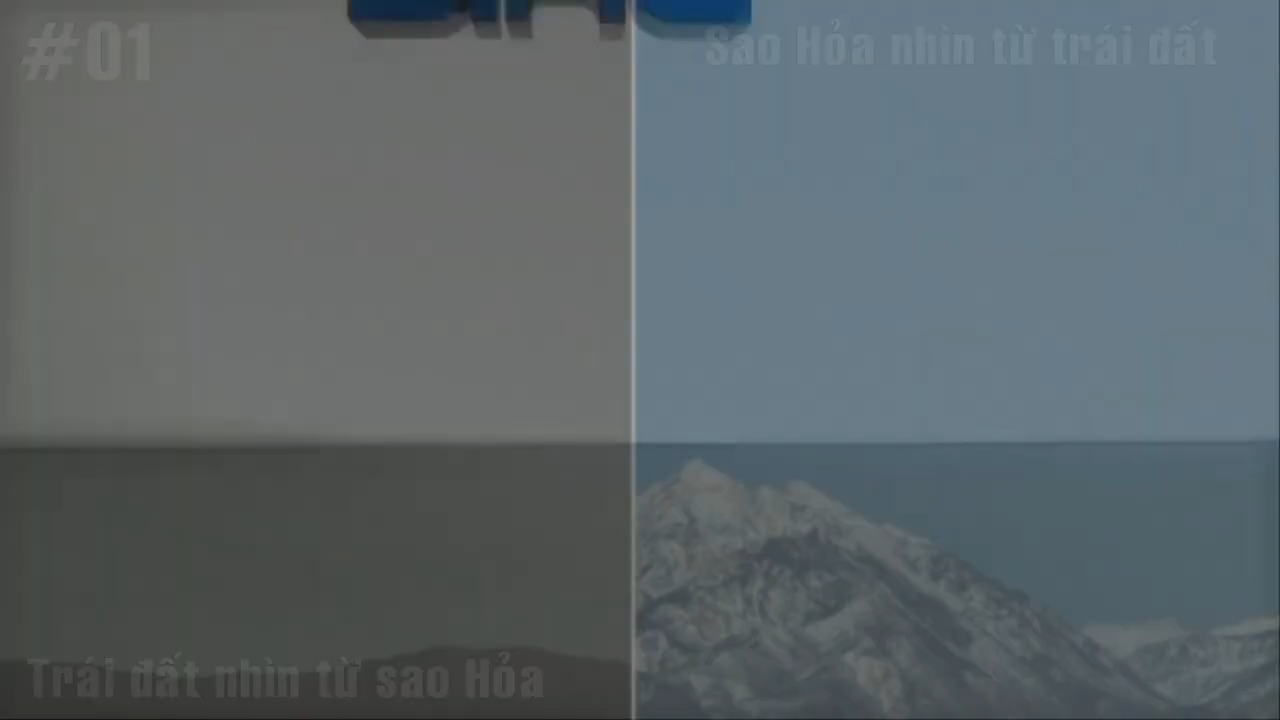 #01
Sao Hỏa nhìn từ trái đất
Trái đất nhìn từ sao Hỏa